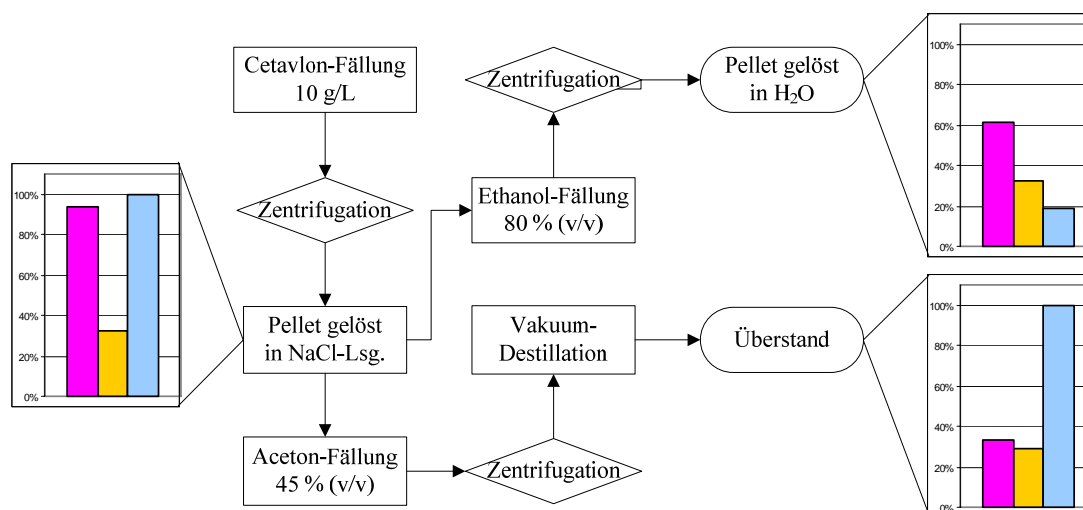 Cetavlon-Fällung
10 g/L
Zentrifugation
Pellet gelöst
in H₂O
100%
80%
60%
40%
20%
0%
Zentrifugation
Ethanol-Fällung
80 % (v/v)
100%
80%
60%
40%
20%
0%
Pellet gelöst
in NaCl-Lsg.
Vakuum-
Destillation
Überstand
100%
80%
60%
40%
20%
0%
Aceton-Fällung
45 % (v/v)
Zentrifugation